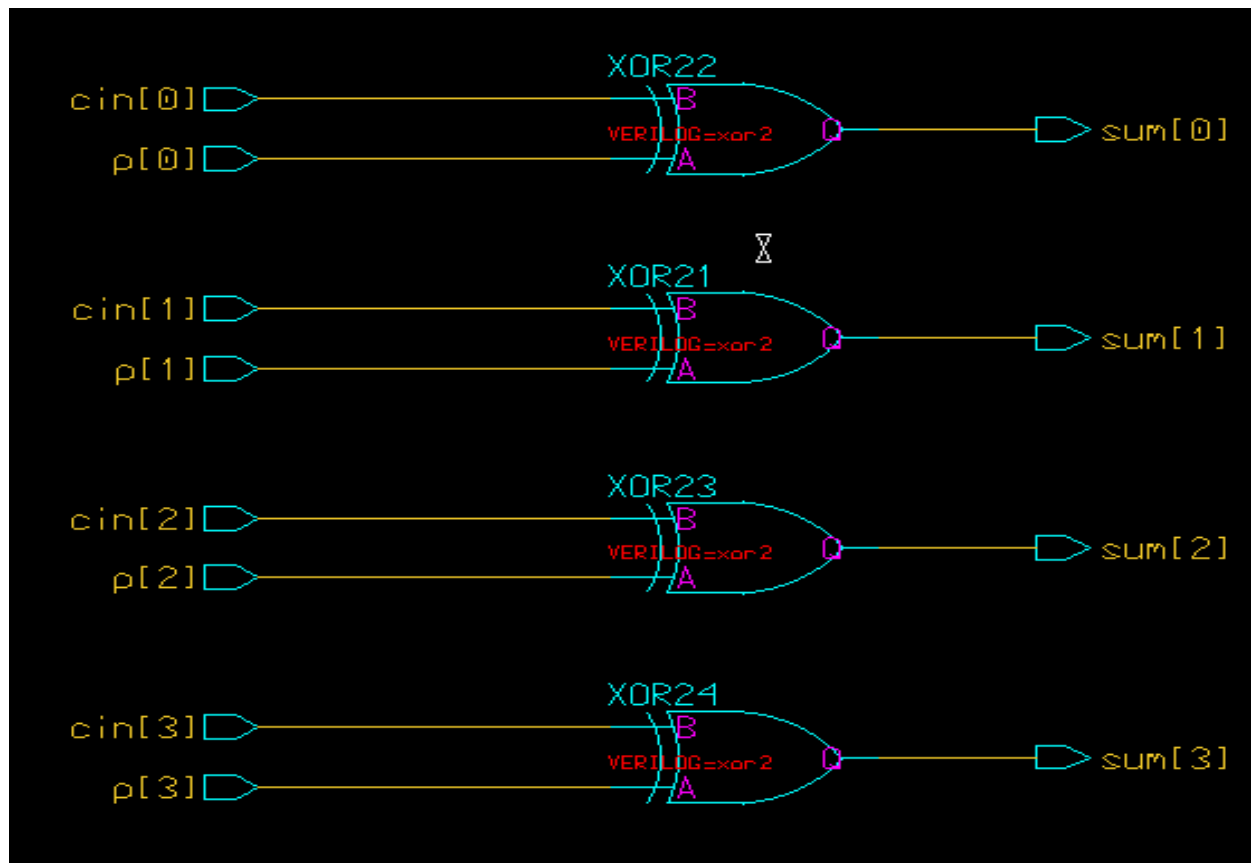 XOR22
cin[0] B
VERILOG=xor2 Q sum[0]
p[0] A
XOR21
cin[1] B
VERILOG=xor2 Q sum[1]
p[1] A
XOR23
cin[2] B
VERILOG=xor2 Q sum[2]
p[2] A
XOR24
cin[3] B
VERILOG=xor2 Q sum[3]
p[3] A